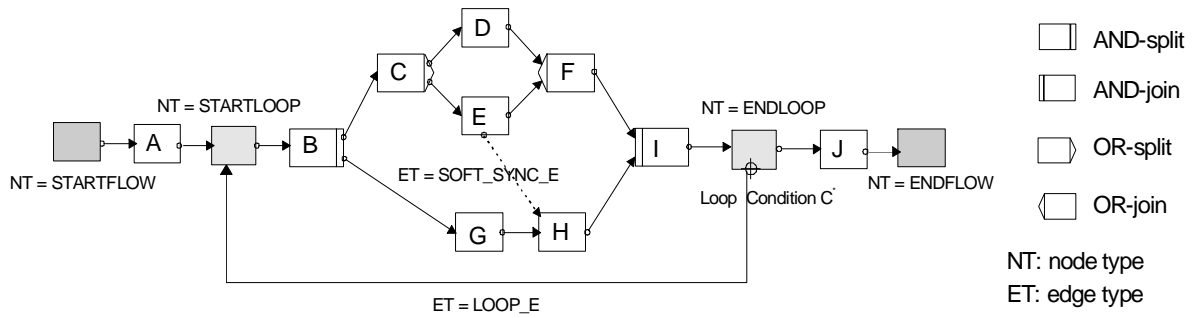 D
AND-split
C
F
AND-join
NT = STARTLOOP
E
NT = ENDLOOP
A
B
I
J
OR-split
NT = STARTFLOW
ET = SOFT_SYNC_E
NT = ENDFLOW
Loop Condition C
OR-join
G
H
NT: node type
ET = LOOP_E
ET: edge type